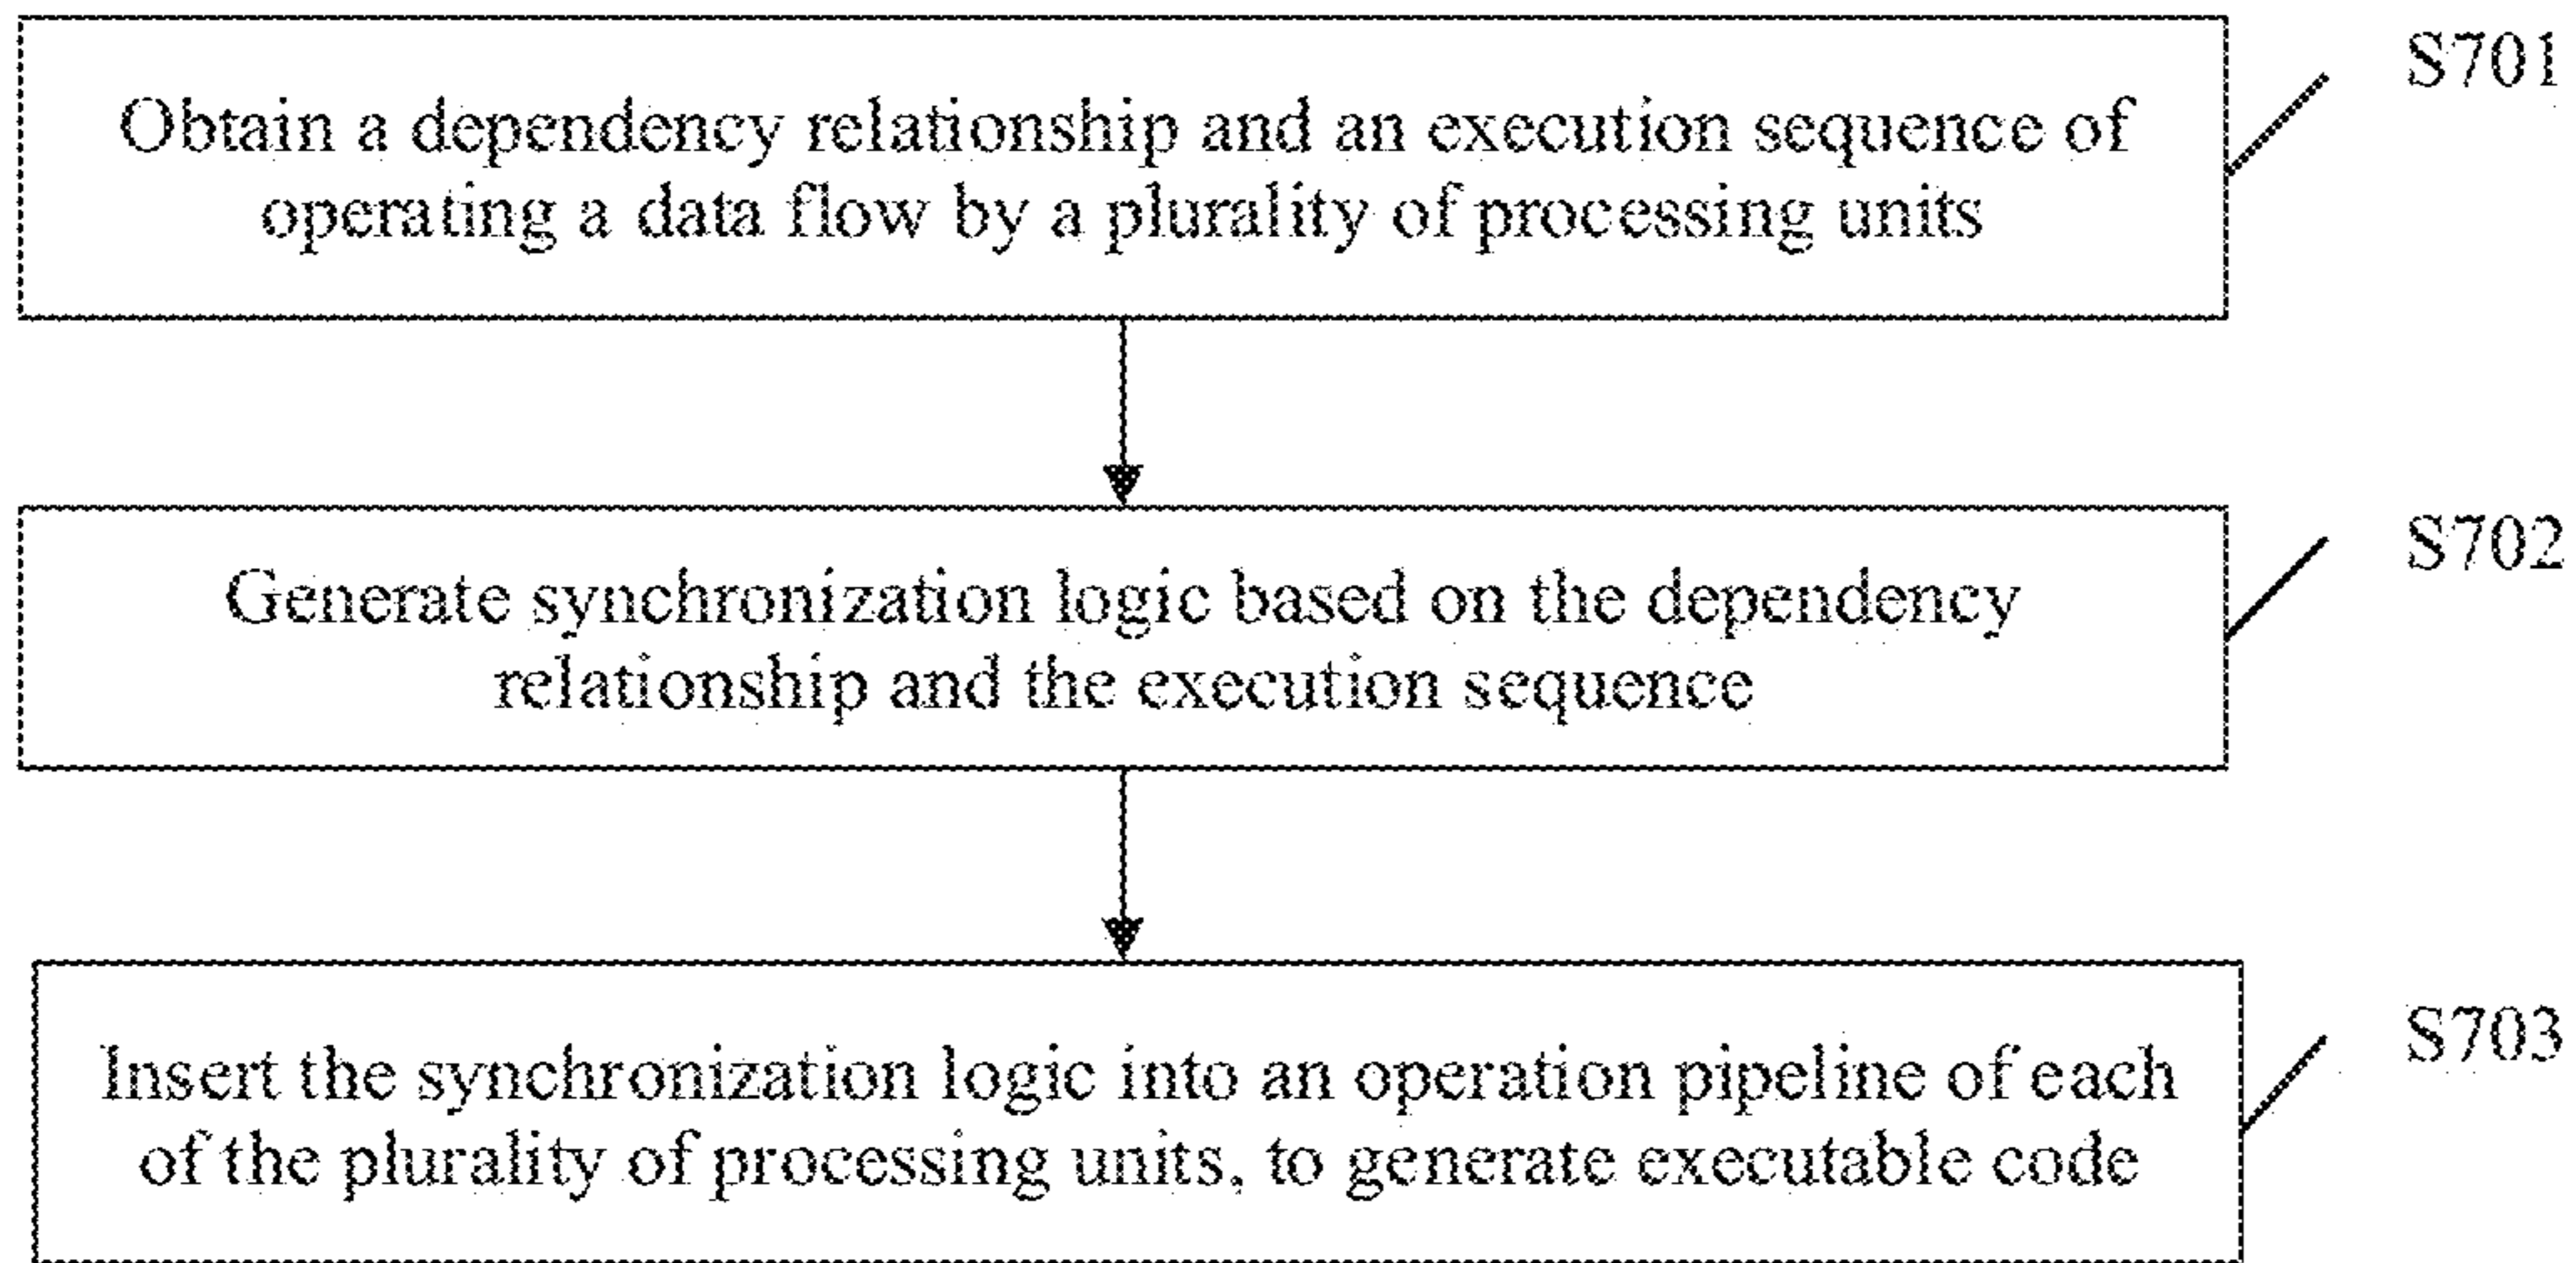 Obtain a dependency relationship and an execution sequence of
operating a data flow by a plurality of processing units
S701
Generate synchronization logic based on the dependency
relationship and the execution sequence
S702
Insert the synchronization logic into an operation pipeline of each
of the plurality of processing units, to generate executable code
S703